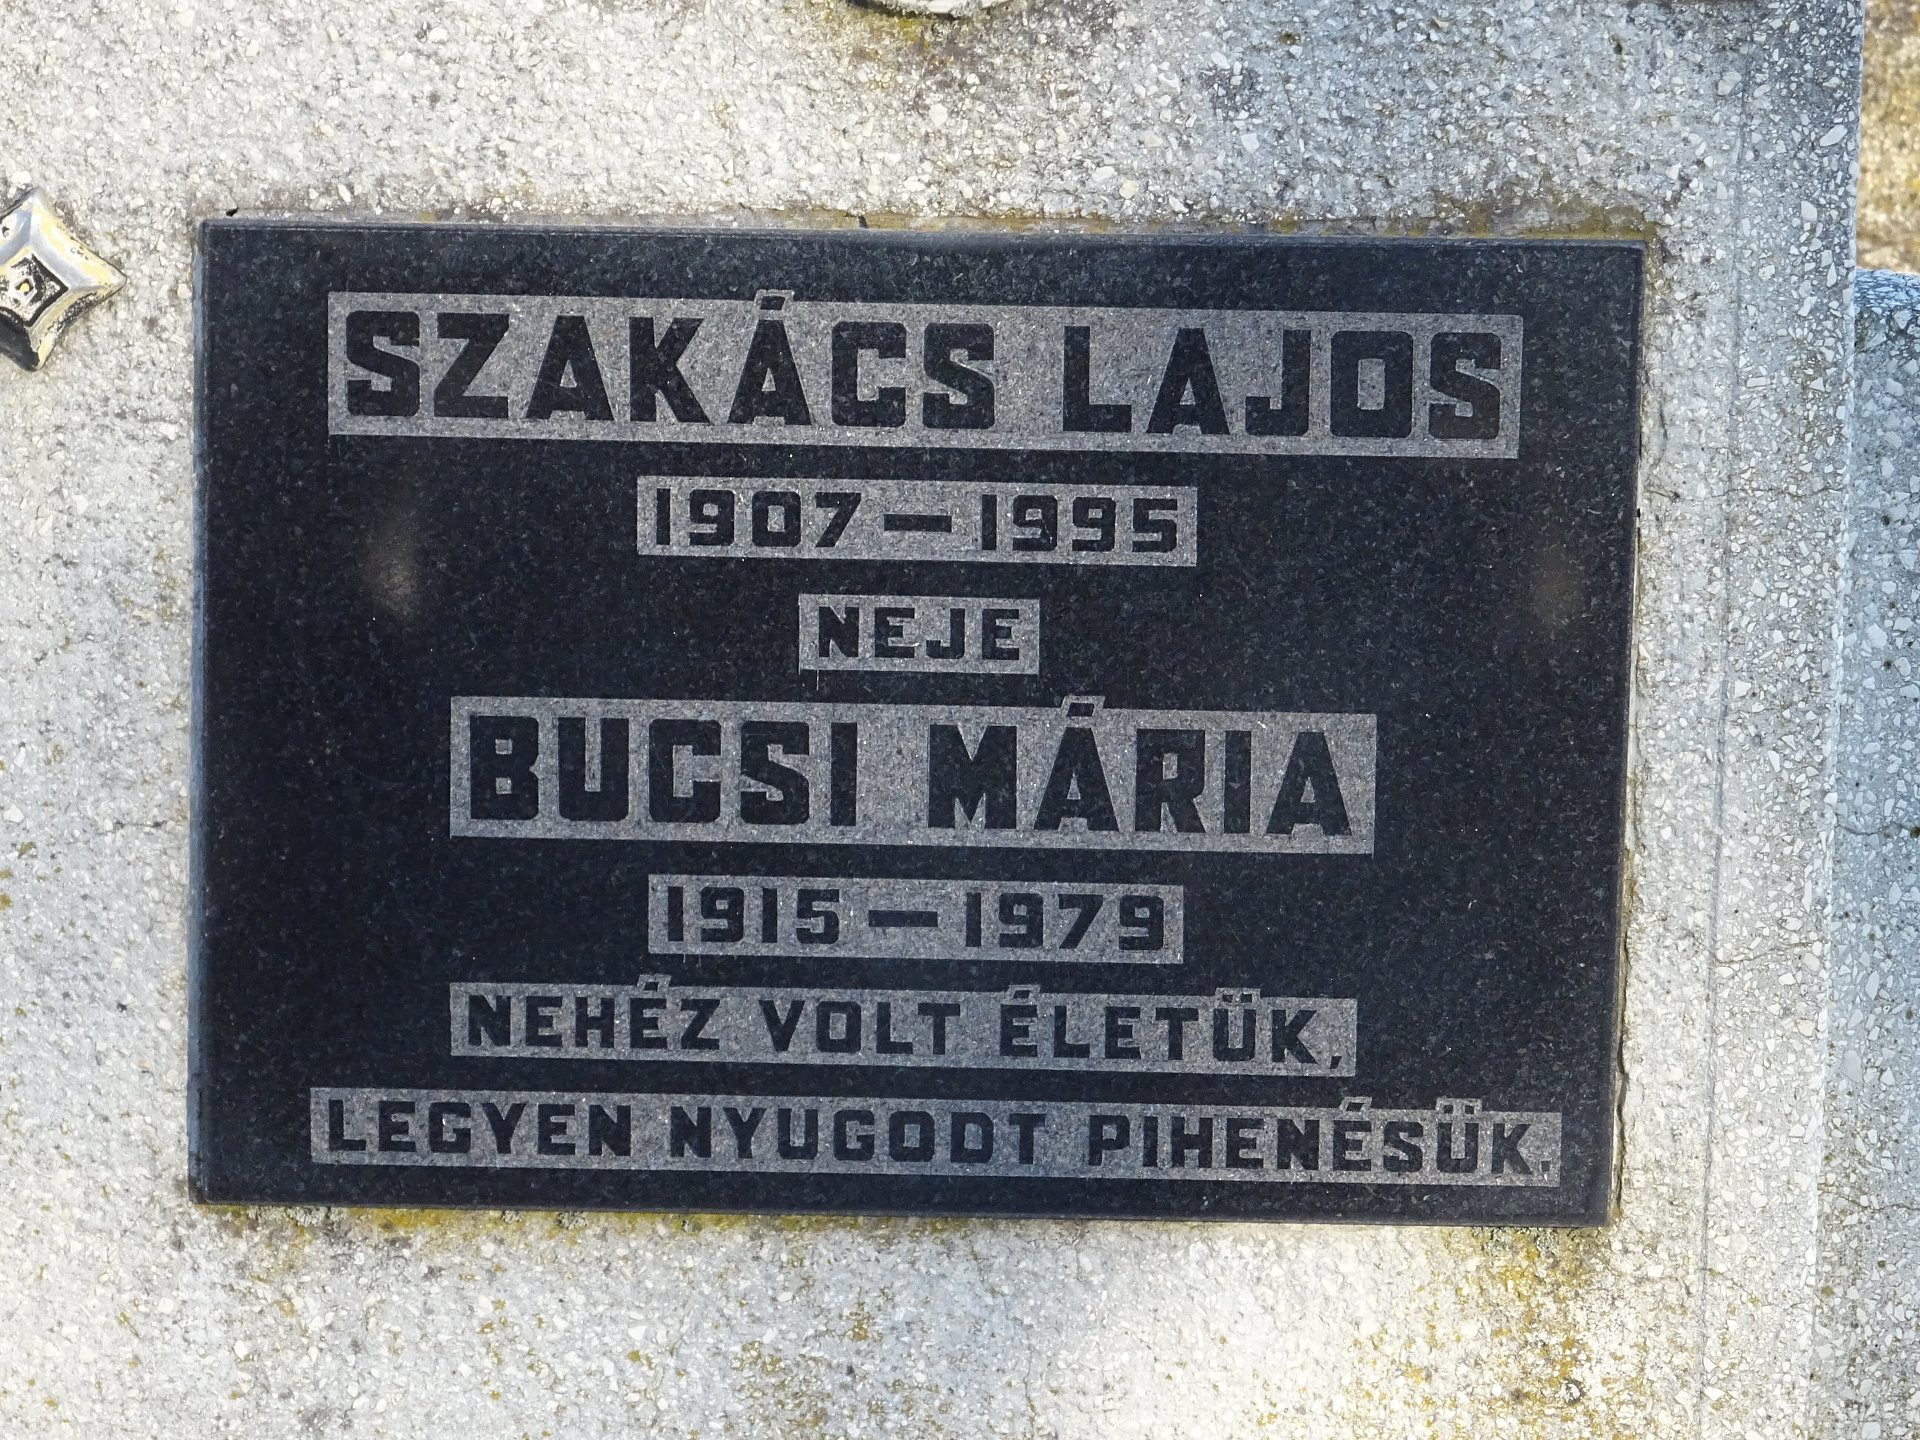 SZAKÁCS LAJOS
1907 — 1995
NEJE
BUCSI MÁRIA
1915 — 1979
NEHÉZ VOLT ÉLETÜK,
LEGYEN NYUGODT PIHENÉSÜK.